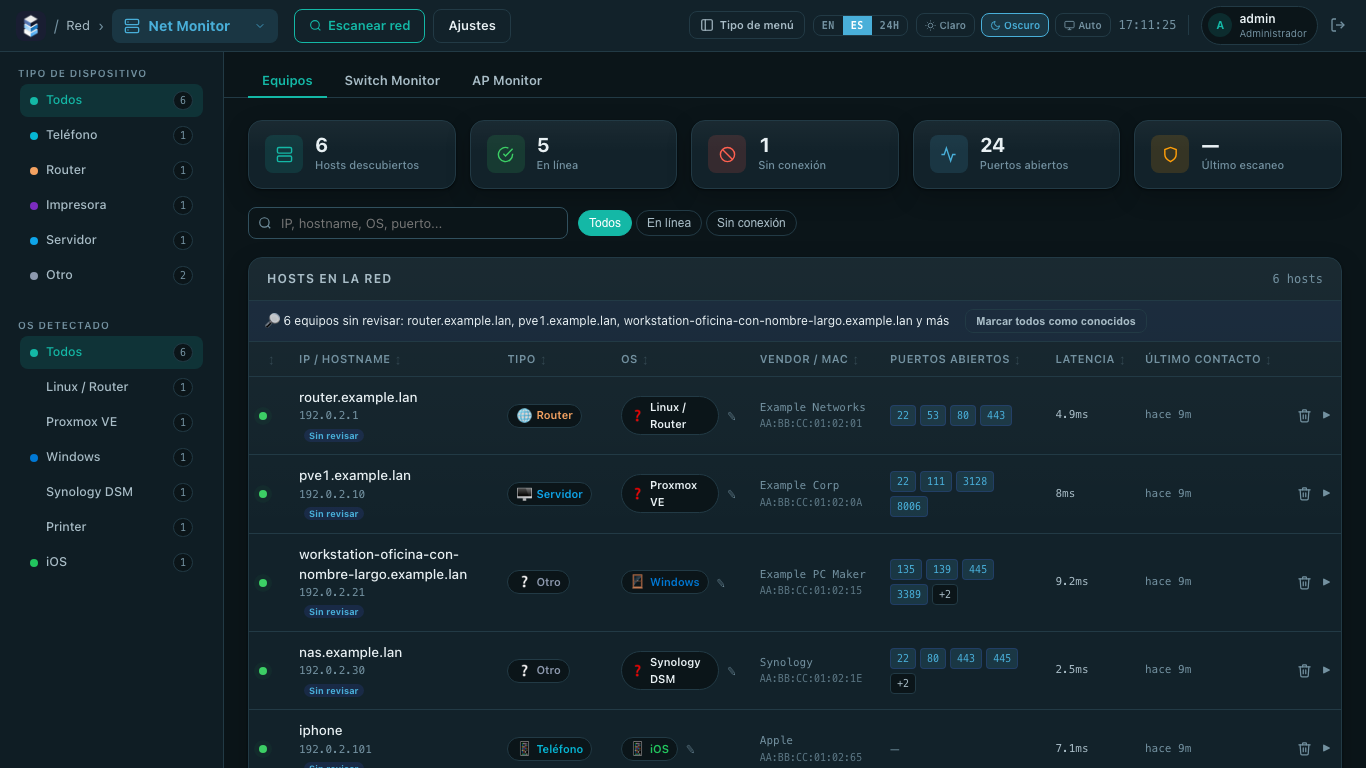 / Red › Net Monitor Escanear red Ajustes Tipo de menú EN ES 24H Claro Oscuro Auto 17:11:25 A admin Administrador
TIPO DE DISPOSITIVO
Todos 6
Teléfono 1
Router 1
Impresora 1
Servidor 1
Otro 2
OS DETECTADO
Todos 6
Linux / Router 1
Proxmox VE 1
Windows 1
Synology DSM 1
Printer 1
iOS 1
Equipos Switch Monitor AP Monitor
6 Hosts descubiertos
5 En línea
1 Sin conexión
24 Puertos abiertos
— Último escaneo
IP, hostname, OS, puerto... Todos En línea Sin conexión
HOSTS EN LA RED 6 hosts
6 equipos sin revisar: router.example.lan, pve1.example.lan, workstation-oficina-con-nombre-largo.example.lan y más Marcar todos como conocidos
IP / HOSTNAME TIPO OS VENDOR / MAC PUERTOS ABIERTOS LATENCIA ÚLTIMO CONTACTO
router.example.lan
192.0.2.1
Sin revisar
Router
? Linux /
Router
Example Networks
AA:BB:CC:01:02:01
22 53 80 443
4.9ms
hace 9m
pve1.example.lan
192.0.2.10
Sin revisar
Servidor
? Proxmox
VE
Example Corp
AA:BB:CC:01:02:0A
22 111 3128
8006
8ms
hace 9m
workstation-oficina-con-
nombre-largo.example.lan
192.0.2.21
Sin revisar
? Otro
Windows
Example PC Maker
AA:BB:CC:01:02:15
135 139 445
3389 +2
9.2ms
hace 9m
nas.example.lan
192.0.2.30
Sin revisar
? Otro
? Synology
DSM
Synology
AA:BB:CC:01:02:1E
22 80 443 445
+2
2.5ms
hace 9m
iphone
192.0.2.101
Sin revisar
Teléfono
iOS
Apple
AA:BB:CC:01:02:65
—
7.1ms
hace 9m